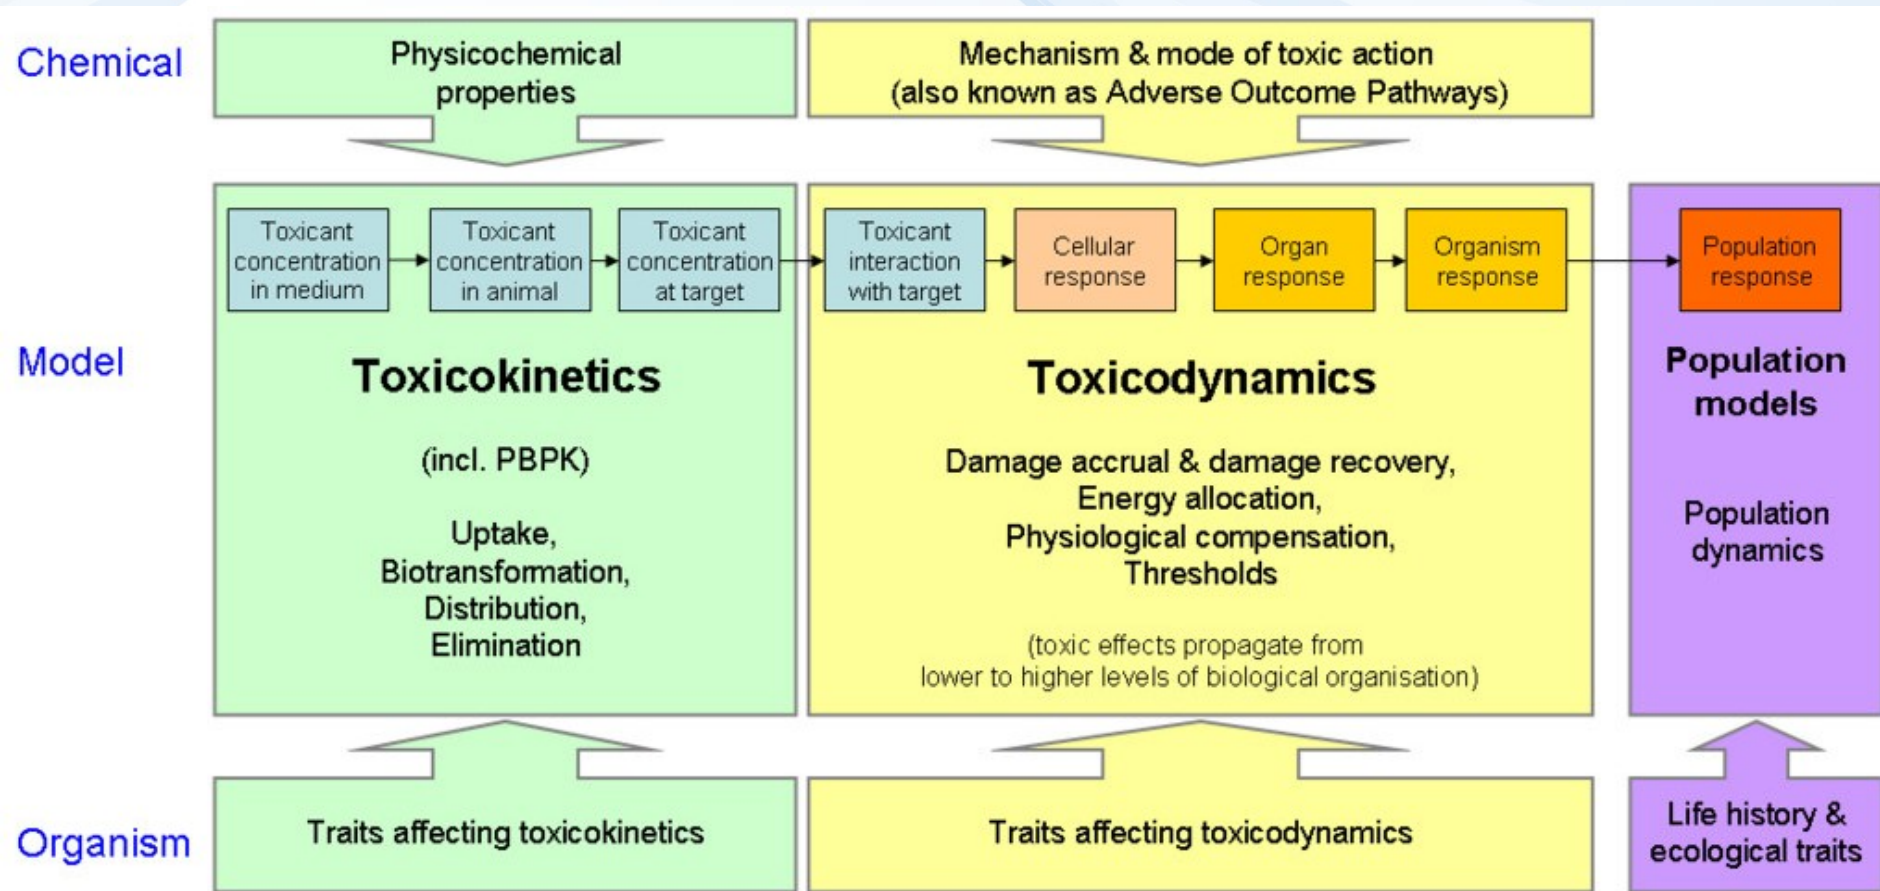 Chemical
Physicochemical
properties
Mechanism & mode of toxic action
(also known as Adverse Outcome Pathways)
Model
Toxicant
concentration
in medium
Toxicant
concentration
in animal
Toxicant
concentration
at target
Toxicant
interaction
with target
Cellular
response
Organ
response
Organism
response
Population
response
Toxicokinetics
(incl. PBPK)
Uptake,
Biotransformation,
Distribution,
Elimination
Toxicodynamics
Damage accrual & damage recovery,
Energy allocation,
Physiological compensation,
Thresholds
(toxic effects propagate from
lower to higher levels of biological organisation)
Population
models
Population
dynamics
Organism
Traits affecting toxicokinetics
Traits affecting toxicodynamics
Life history &
ecological traits